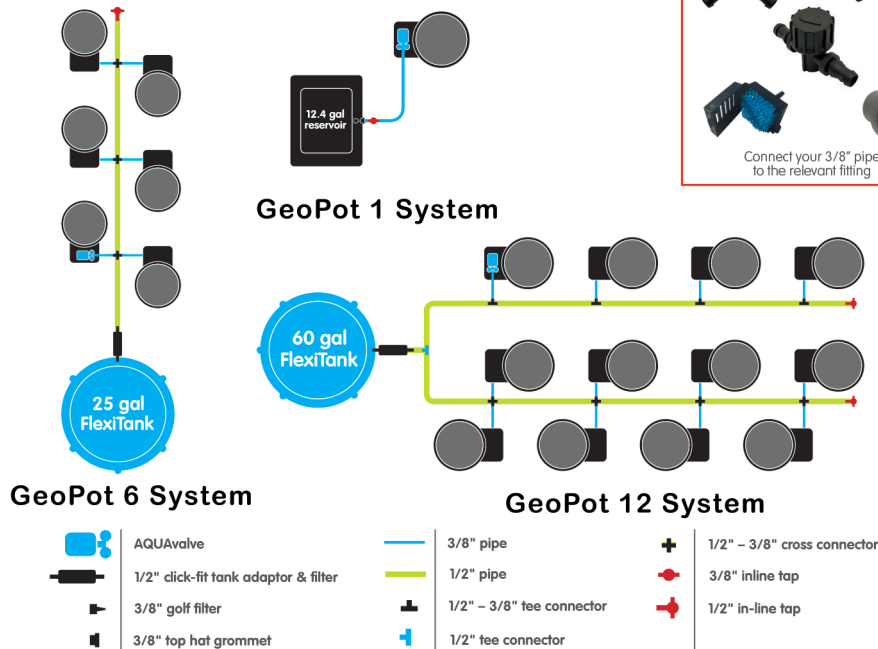 12.4 gal
reservoir
Connect your 3/8" pipe
to the relevant fitting
GeoPot 1 System
60 gal
FlexiTank
25 gal
FlexiTank
GeoPot 6 System
GeoPot 12 System
AQUAvalve
1/2" click-fit tank adaptor & filter
3/8" golf filter
3/8" top hat grommet
3/8" pipe
1/2" pipe
1/2" – 3/8" tee connector
1/2" tee connector
1/2" – 3/8" cross connector
3/8" inline tap
1/2" in-line tap